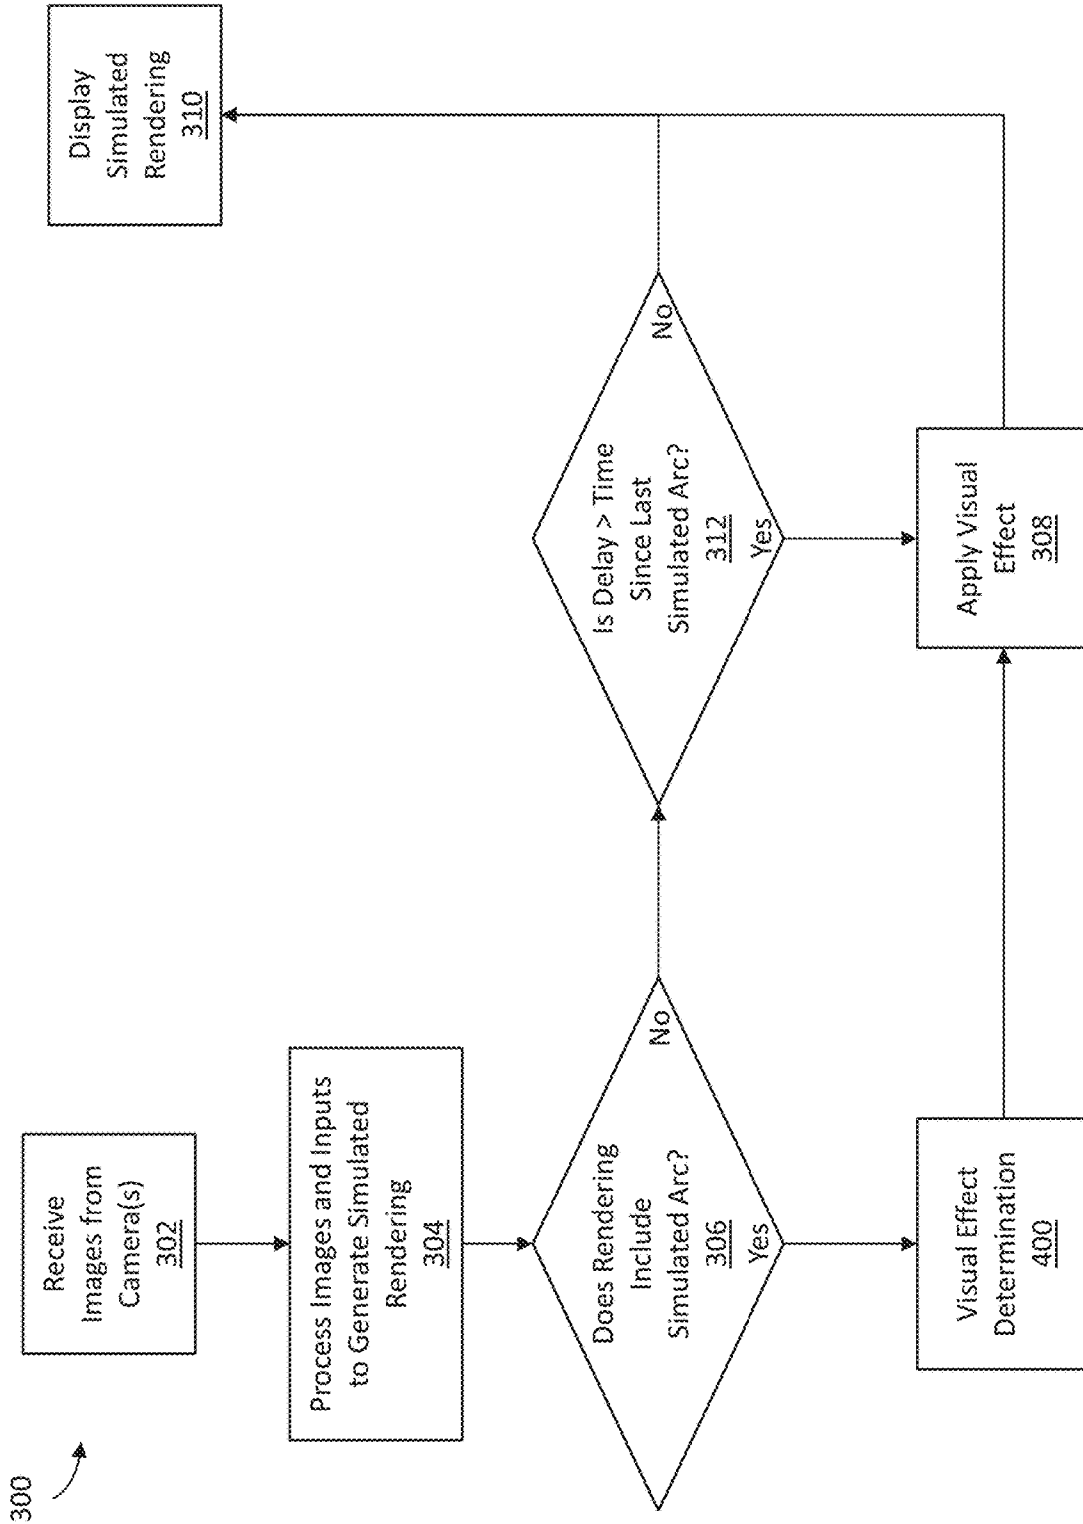 300
Receive
Images from
Camera(s)
302
Process Images and Inputs
to Generate Simulated
Rendering
304
Does Rendering
Include
Simulated Arc?
306
Yes
No
Is Delay > Time
Since Last
Simulated Arc?
312
Yes
No
Visual Effect
Determination
400
Apply Visual
Effect
308
Display
Simulated
Rendering
310